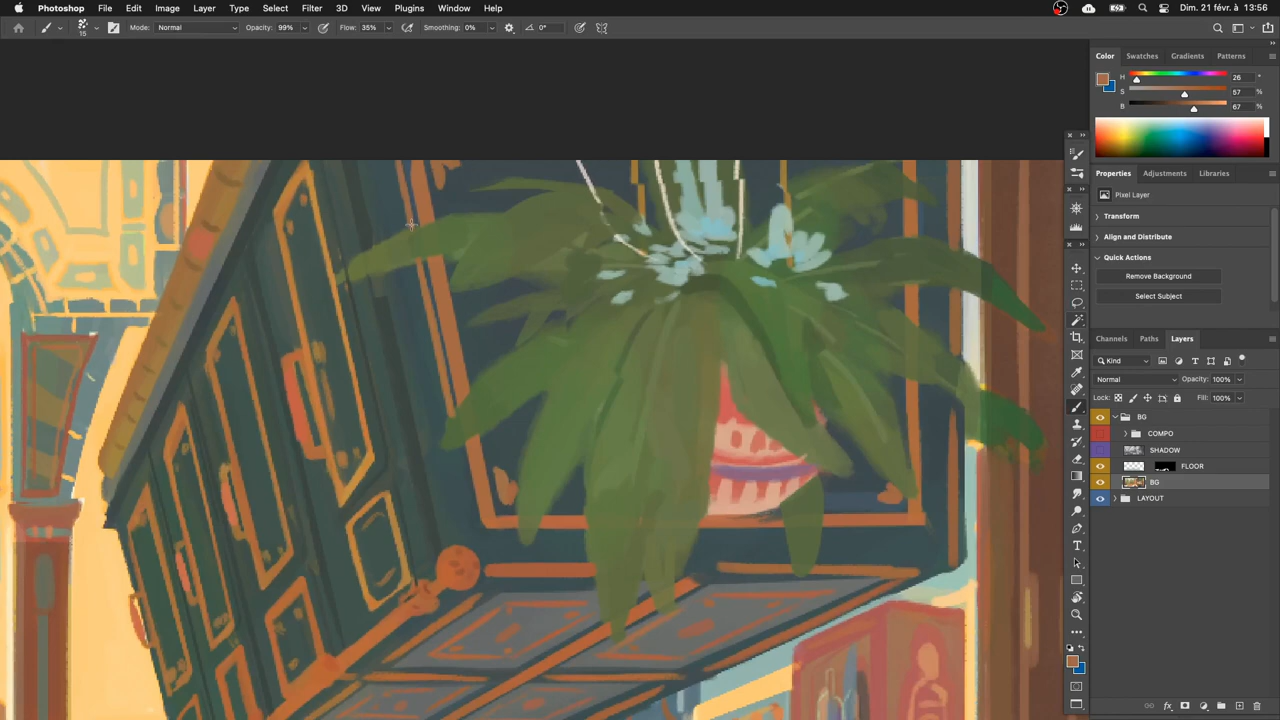 Photoshop File Edit Image Layer Type Select Filter 3D View Plugins Window Help Dim. 21 févr. à 13:56
15 Mode: Normal Opacity: 99% Flow: 35% Smoothing: 0% 0°
Color Swatches Gradients Patterns
H 26 °
S 57 %
B 67 %
Properties Adjustments Libraries
Pixel Layer
Transform
Align and Distribute
Quick Actions
Remove Background
Select Subject
Channels Paths Layers
Kind
Normal Opacity: 100%
Lock: Fill: 100%
BG
COMPO
SHADOW
FLOOR
BG
LAYOUT